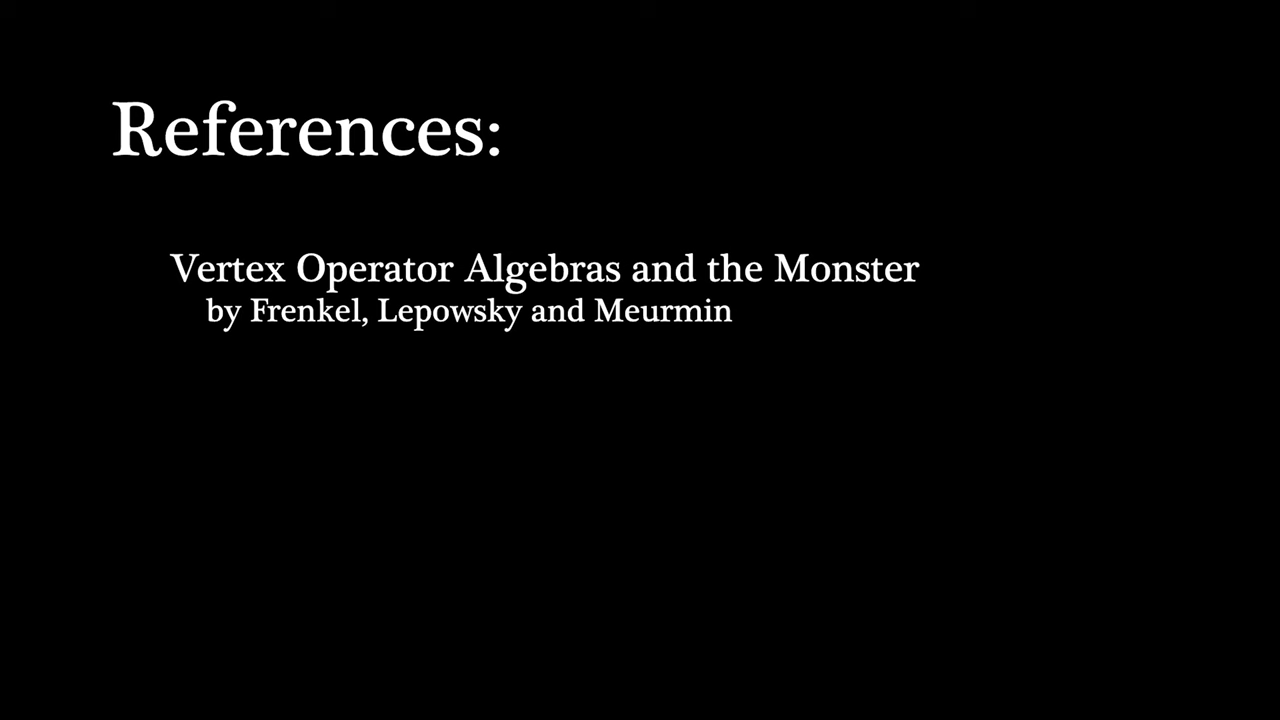 References:
Vertex Operator Algebras and the Monster
by Frenkel, Lepowsky and Meurmin